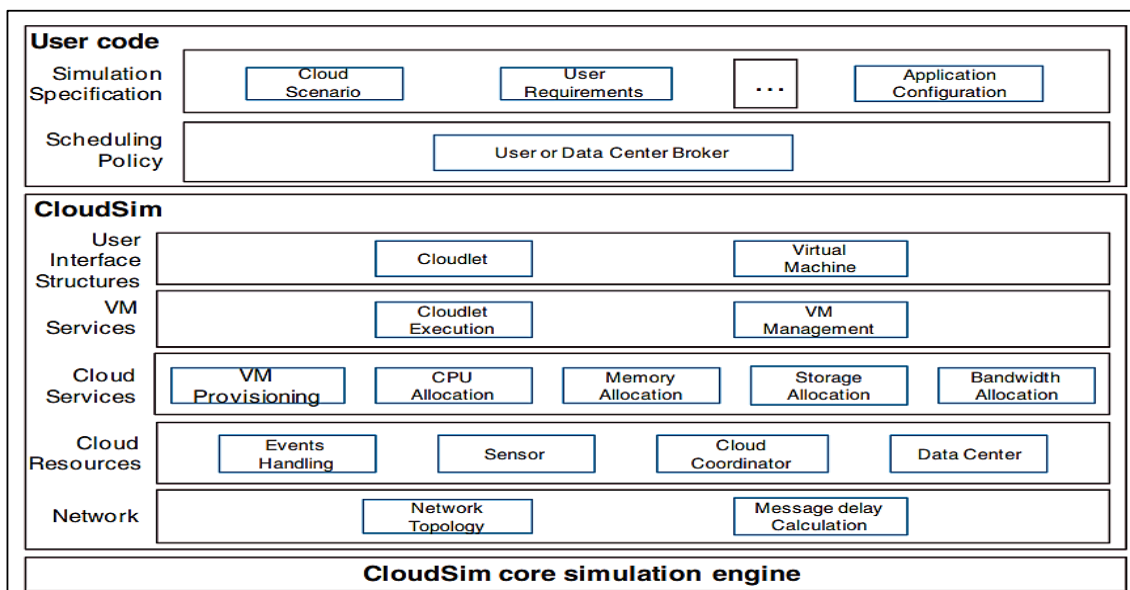 User code
Simulation
Specification
Cloud
Scenario
User
Requirements
...
Application
Configuration
Scheduling
Policy
User or Data Center Broker
CloudSim
User
Interface
Structures
Cloudlet
Virtual
Machine
VM
Services
Cloudlet
Execution
VM
Management
Cloud
Services
VM
Provisioning
CPU
Allocation
Memory
Allocation
Storage
Allocation
Bandwidth
Allocation
Cloud
Resources
Events
Handling
Sensor
Cloud
Coordinator
Data Center
Network
Network
Topology
Message delay
Calculation
CloudSim core simulation engine